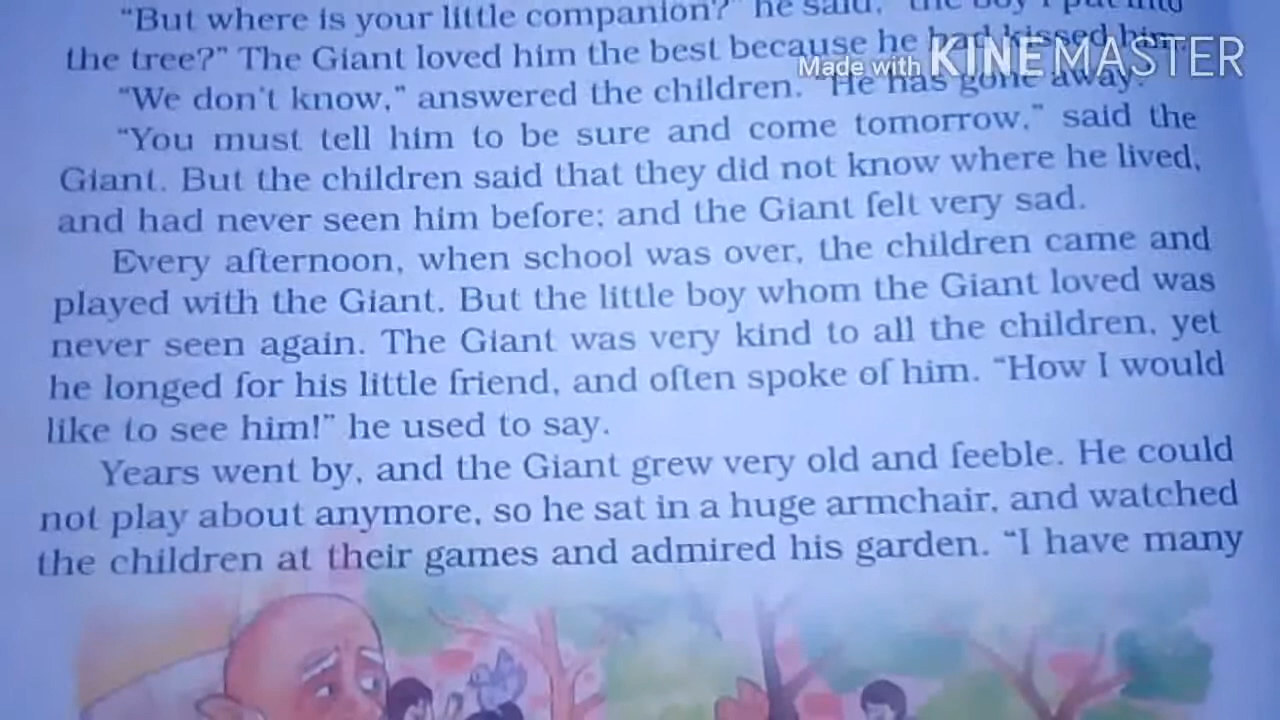 "But where is your little companion?" he said, "the boy I put into
the tree?" The Giant loved him the best because he had kissed him.
Made with KINEMASTER
"We don't know," answered the children. "He has gone away."
"You must tell him to be sure and come tomorrow," said the
Giant. But the children said that they did not know where he lived,
and had never seen him before; and the Giant felt very sad.
Every afternoon, when school was over, the children came and
played with the Giant. But the little boy whom the Giant loved was
never seen again. The Giant was very kind to all the children, yet
he longed for his little friend, and often spoke of him. "How I would
like to see him!" he used to say.
Years went by, and the Giant grew very old and feeble. He could
not play about anymore, so he sat in a huge armchair, and watched
the children at their games and admired his garden. "I have many